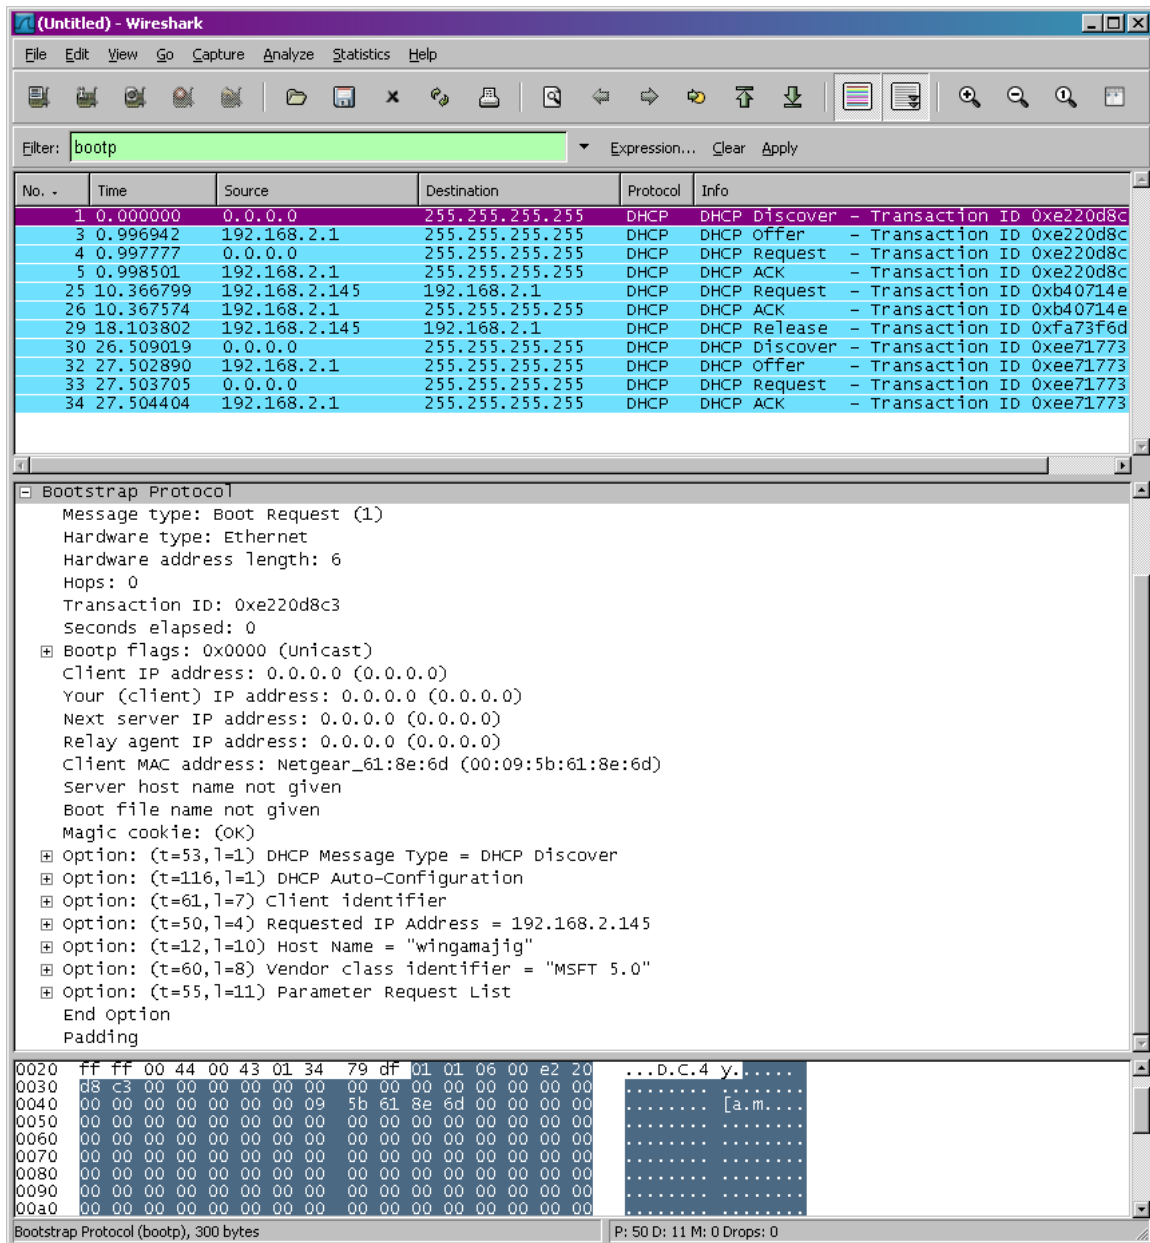 (Untitled) - Wireshark
File Edit View Go Capture Analyze Statistics Help
Filter: bootp Expression... Clear Apply
No. Time Source Destination Protocol Info
1 0.000000 0.0.0.0 255.255.255.255 DHCP DHCP Discover - Transaction ID 0xe220d8c
3 0.996942 192.168.2.1 255.255.255.255 DHCP DHCP Offer - Transaction ID 0xe220d8c
4 0.997777 0.0.0.0 255.255.255.255 DHCP DHCP Request - Transaction ID 0xe220d8c
5 0.998501 192.168.2.1 255.255.255.255 DHCP DHCP ACK - Transaction ID 0xe220d8c
25 10.366799 192.168.2.145 192.168.2.1 DHCP DHCP Request - Transaction ID 0xb40714e
26 10.367574 192.168.2.1 255.255.255.255 DHCP DHCP ACK - Transaction ID 0xb40714e
29 18.103802 192.168.2.145 192.168.2.1 DHCP DHCP Release - Transaction ID 0xfa73f6d
30 26.509019 0.0.0.0 255.255.255.255 DHCP DHCP Discover - Transaction ID 0xee71773
32 27.502890 192.168.2.1 255.255.255.255 DHCP DHCP Offer - Transaction ID 0xee71773
33 27.503705 0.0.0.0 255.255.255.255 DHCP DHCP Request - Transaction ID 0xee71773
34 27.504404 192.168.2.1 255.255.255.255 DHCP DHCP ACK - Transaction ID 0xee71773
Bootstrap Protocol
Message type: Boot Request (1)
Hardware type: Ethernet
Hardware address length: 6
Hops: 0
Transaction ID: 0xe220d8c3
Seconds elapsed: 0
Bootp flags: 0x0000 (Unicast)
Client IP address: 0.0.0.0 (0.0.0.0)
Your (client) IP address: 0.0.0.0 (0.0.0.0)
Next server IP address: 0.0.0.0 (0.0.0.0)
Relay agent IP address: 0.0.0.0 (0.0.0.0)
Client MAC address: Netgear_61:8e:6d (00:09:5b:61:8e:6d)
Server host name not given
Boot file name not given
Magic cookie: (OK)
Option: (t=53,l=1) DHCP Message Type = DHCP Discover
Option: (t=116,l=1) DHCP Auto-Configuration
Option: (t=61,l=7) Client identifier
Option: (t=50,l=4) Requested IP Address = 192.168.2.145
Option: (t=12,l=10) Host Name = "wingamajig"
Option: (t=60,l=8) Vendor class identifier = "MSFT 5.0"
Option: (t=55,l=11) Parameter Request List
End Option
Padding
0020 ff ff 00 44 00 43 01 34 79 df 01 01 06 00 e2 20 ...D.C.4 y.......
0030 d8 c3 00 00 00 00 00 00 00 00 00 00 00 00 00 00 ........ ........
0040 00 00 00 00 00 00 00 09 5b 61 8e 6d 00 00 00 00 ........ [a.m....
0050 00 00 00 00 00 00 00 00 00 00 00 00 00 00 00 00 ........ ........
0060 00 00 00 00 00 00 00 00 00 00 00 00 00 00 00 00 ........ ........
0070 00 00 00 00 00 00 00 00 00 00 00 00 00 00 00 00 ........ ........
0080 00 00 00 00 00 00 00 00 00 00 00 00 00 00 00 00 ........ ........
0090 00 00 00 00 00 00 00 00 00 00 00 00 00 00 00 00 ........ ........
00a0 00 00 00 00 00 00 00 00 00 00 00 00 00 00 00 00 ........ ........
Bootstrap Protocol (bootp), 300 bytes P: 50 D: 11 M: 0 Drops: 0